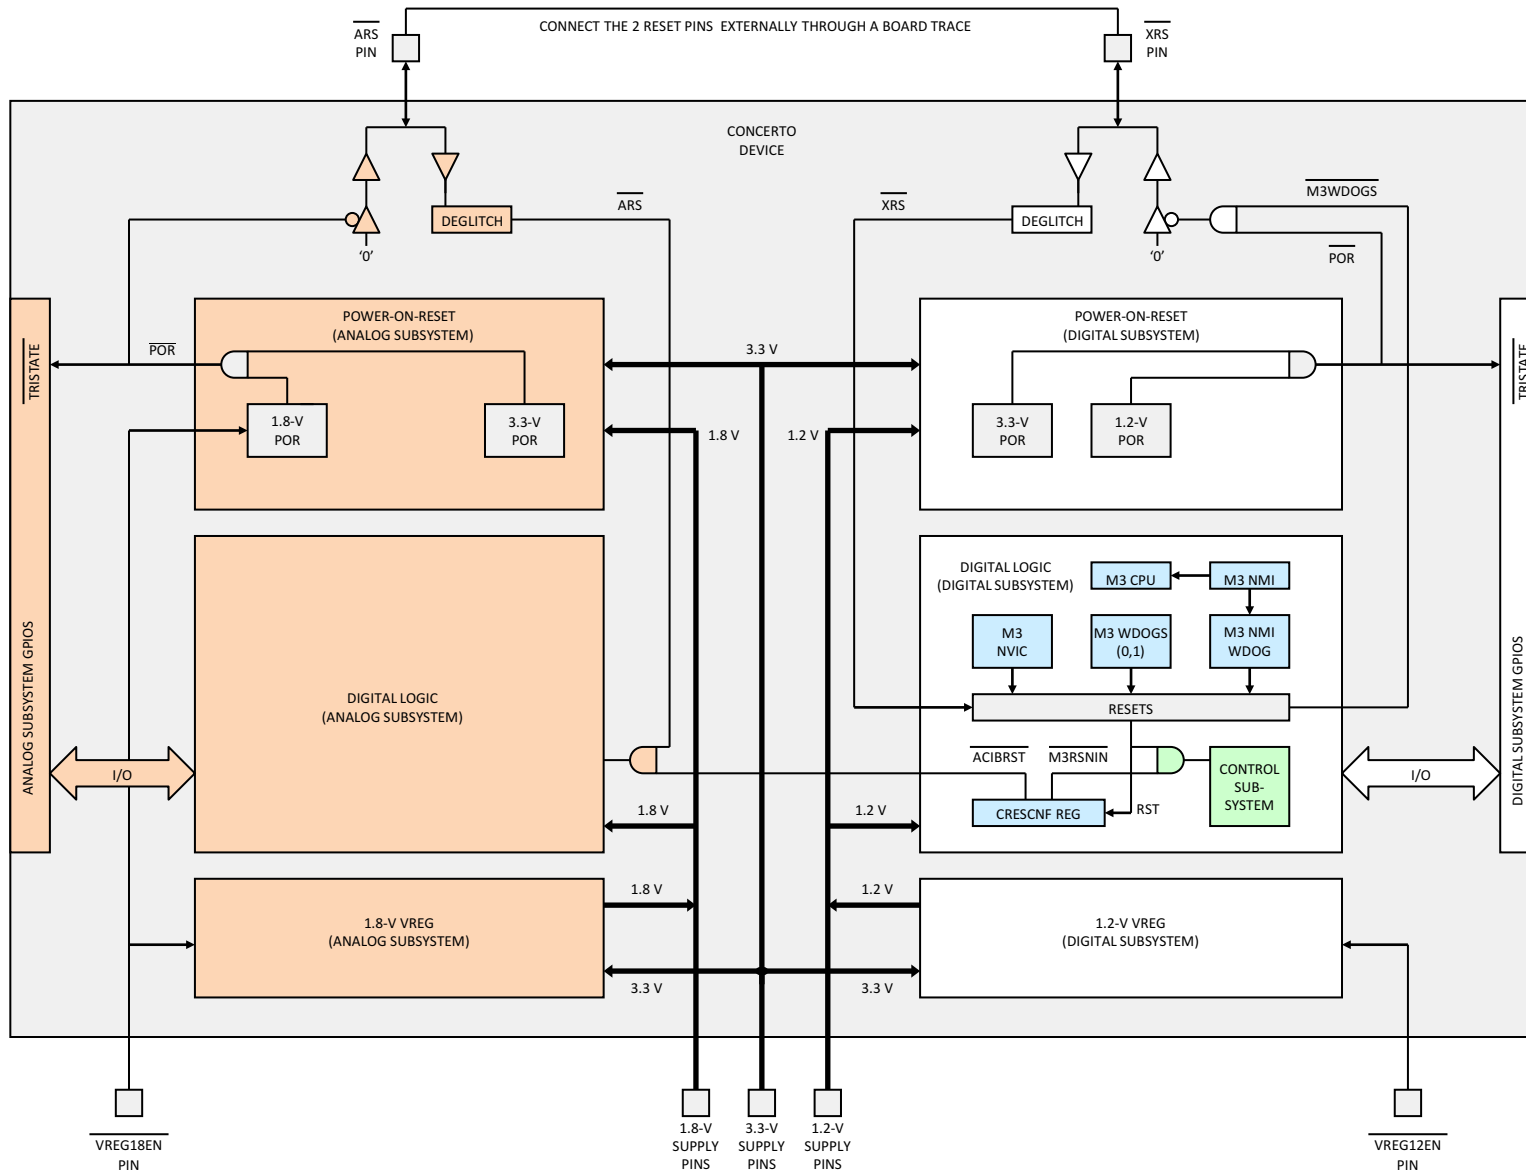 CONNECT THE 2 RESET PINS EXTERNALLY THROUGH A BOARD TRACE
ARS
PIN
XRS
PIN
CONCERTO
DEVICE
ARS
DEGLITCH
'0'
XRS
DEGLITCH
'0'
M3WDOGS
POR
TRISTATE
ANALOG SUBSYSTEM GPIOS
POR
POWER-ON-RESET
(ANALOG SUBSYSTEM)
1.8-V
POR
3.3-V
POR
3.3 V
1.8 V
1.2 V
POWER-ON-RESET
(DIGITAL SUBSYSTEM)
3.3-V
POR
1.2-V
POR
TRISTATE
DIGITAL SUBSYSTEM GPIOS
DIGITAL LOGIC
(ANALOG SUBSYSTEM)
I/O
1.8 V
1.2 V
DIGITAL LOGIC
(DIGITAL SUBSYSTEM)
M3 CPU
M3 NMI
M3
NVIC
M3 WDOGS
(0,1)
M3 NMI
WDOG
RESETS
ACIBRST
M3RSNIN
CRESCNF REG
RST
CONTROL
SUB-
SYSTEM
I/O
1.8-V VREG
(ANALOG SUBSYSTEM)
1.8 V
3.3 V
1.2 V
3.3 V
1.2-V VREG
(DIGITAL SUBSYSTEM)
VREG18EN
PIN
1.8-V
SUPPLY
PINS
3.3-V
SUPPLY
PINS
1.2-V
SUPPLY
PINS
VREG12EN
PIN